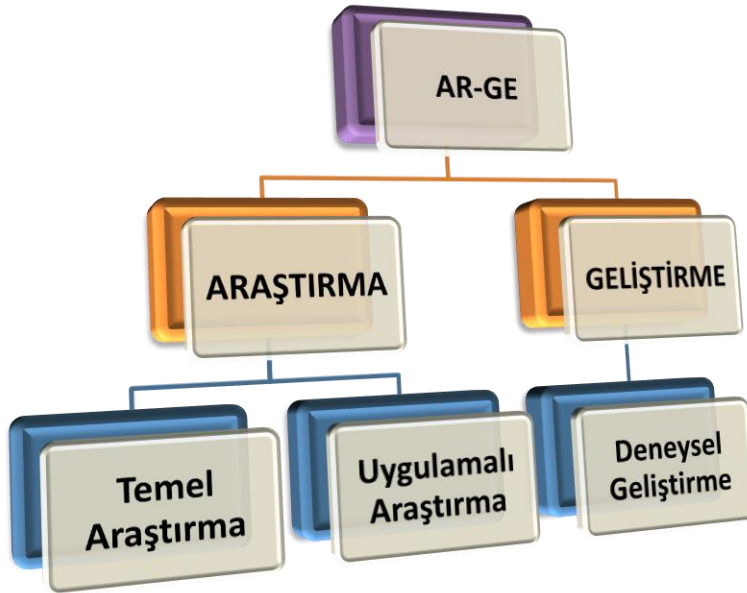 AR-GE
ARAŞTIRMA
GELİŞTİRME
Temel
Araştırma
Uygulamalı
Araştırma
Deneysel
Geliştirme